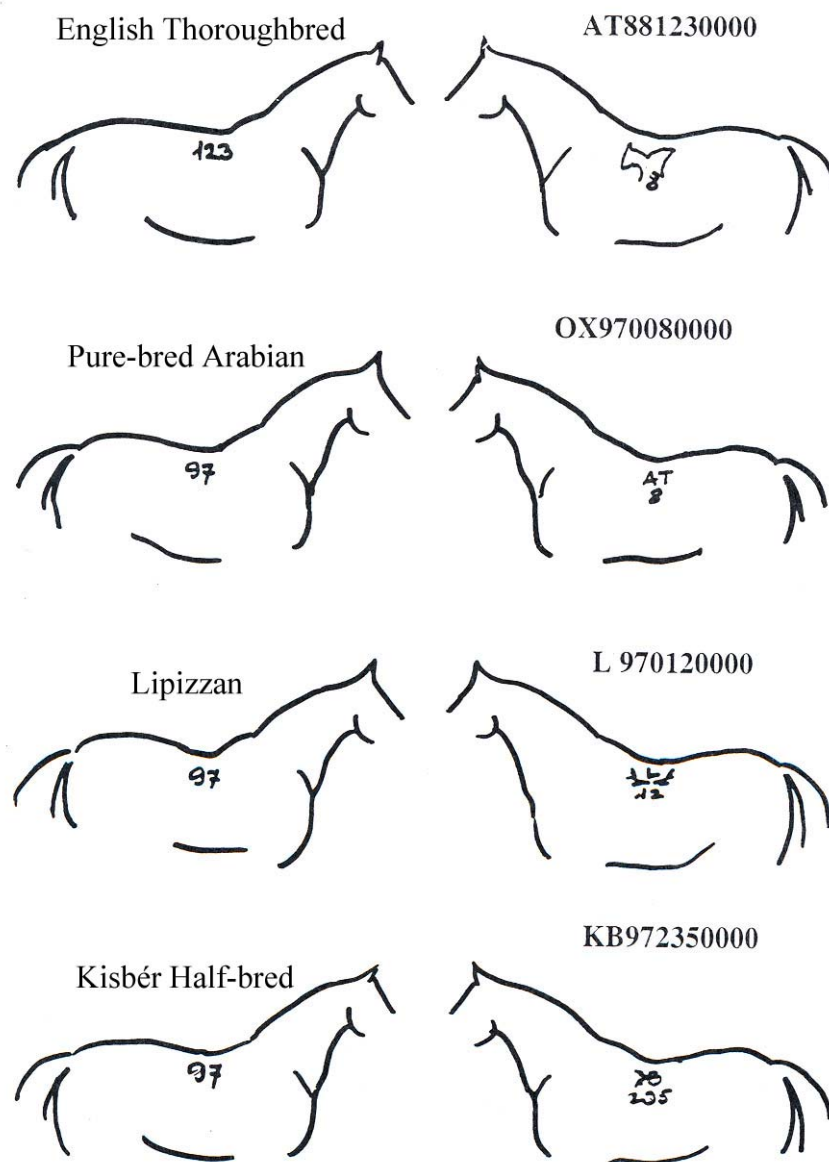 English Thoroughbred
AT881230000
123
8
Pure-bred Arabian
OX970080000
97
AT
8
Lipizzan
L 970120000
97
L
12
Kisbér Half-bred
KB972350000
97
235